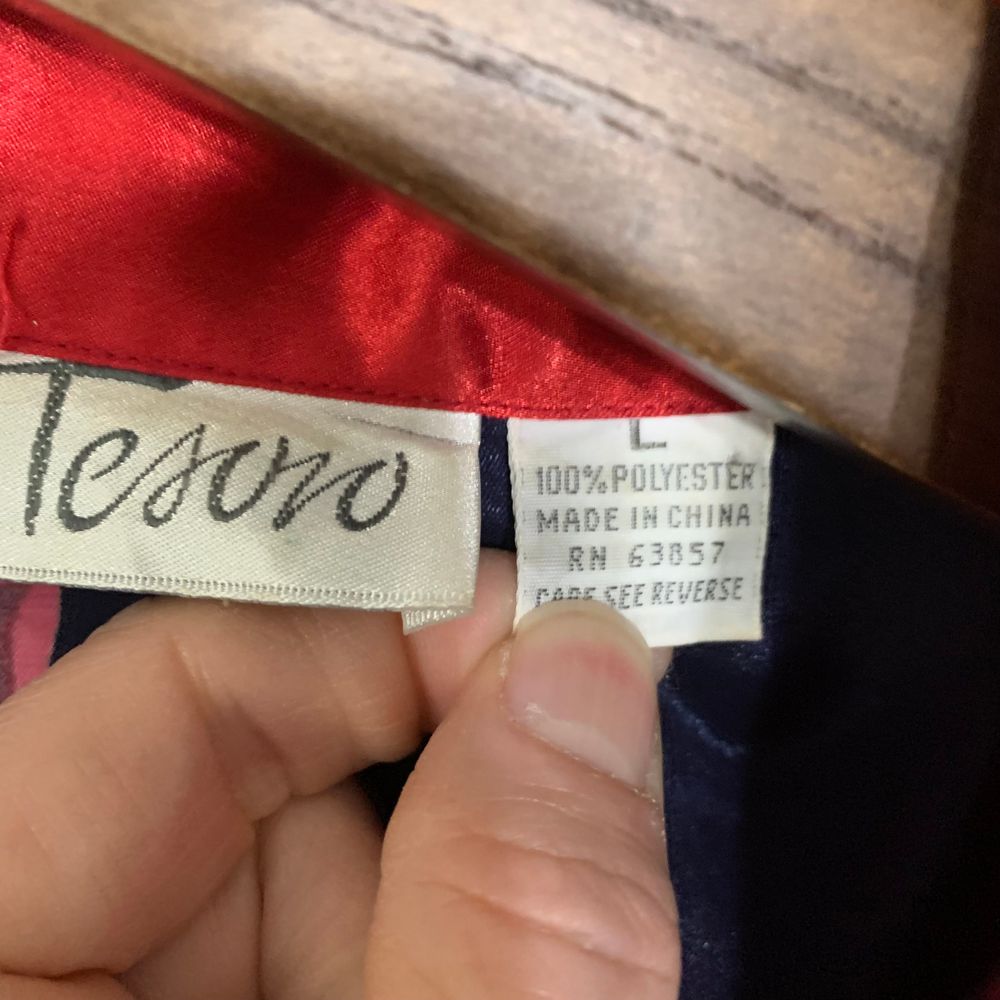 Tesoro
L
100% POLYESTER
MADE IN CHINA
RN 63857
CARE SEE REVERSE